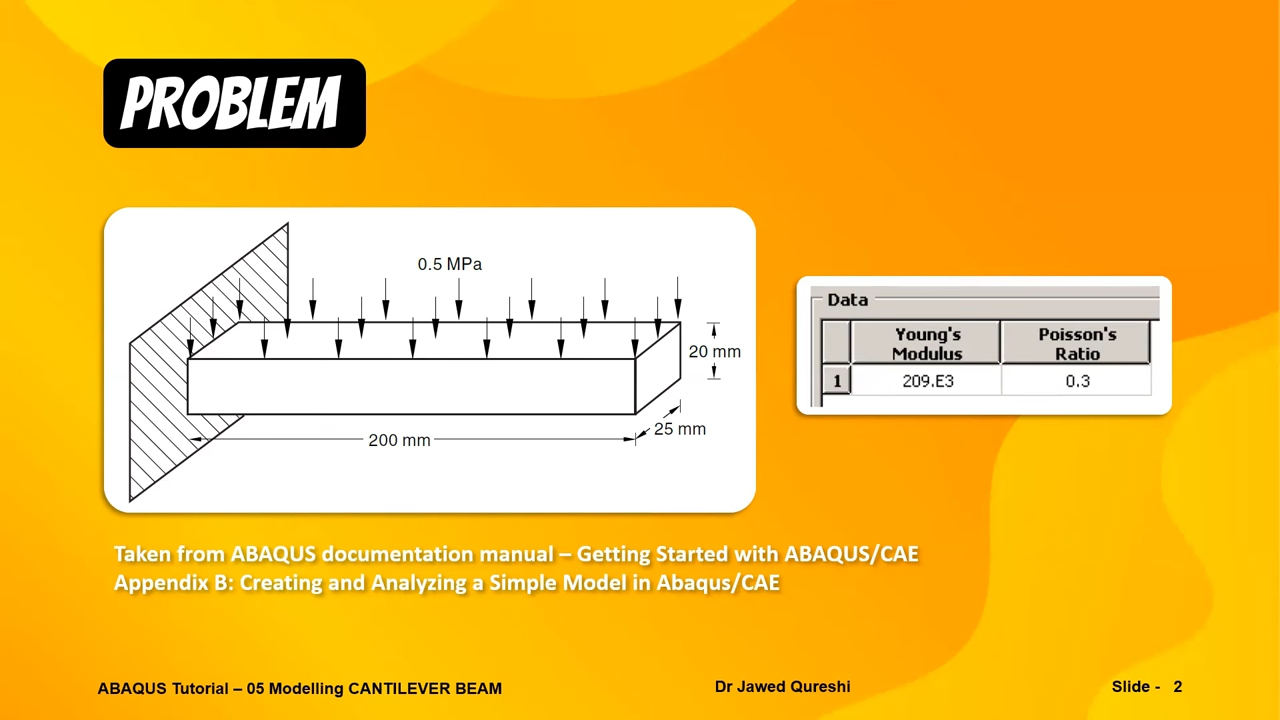 PROBLEM
0.5 MPa
20 mm
25 mm
200 mm
Data
Young's Modulus
Poisson's Ratio
1
209.E3
0.3
Taken from ABAQUS documentation manual – Getting Started with ABAQUS/CAE
Appendix B: Creating and Analyzing a Simple Model in Abaqus/CAE
ABAQUS Tutorial – 05 Modelling CANTILEVER BEAM
Dr Jawed Qureshi
Slide - 2